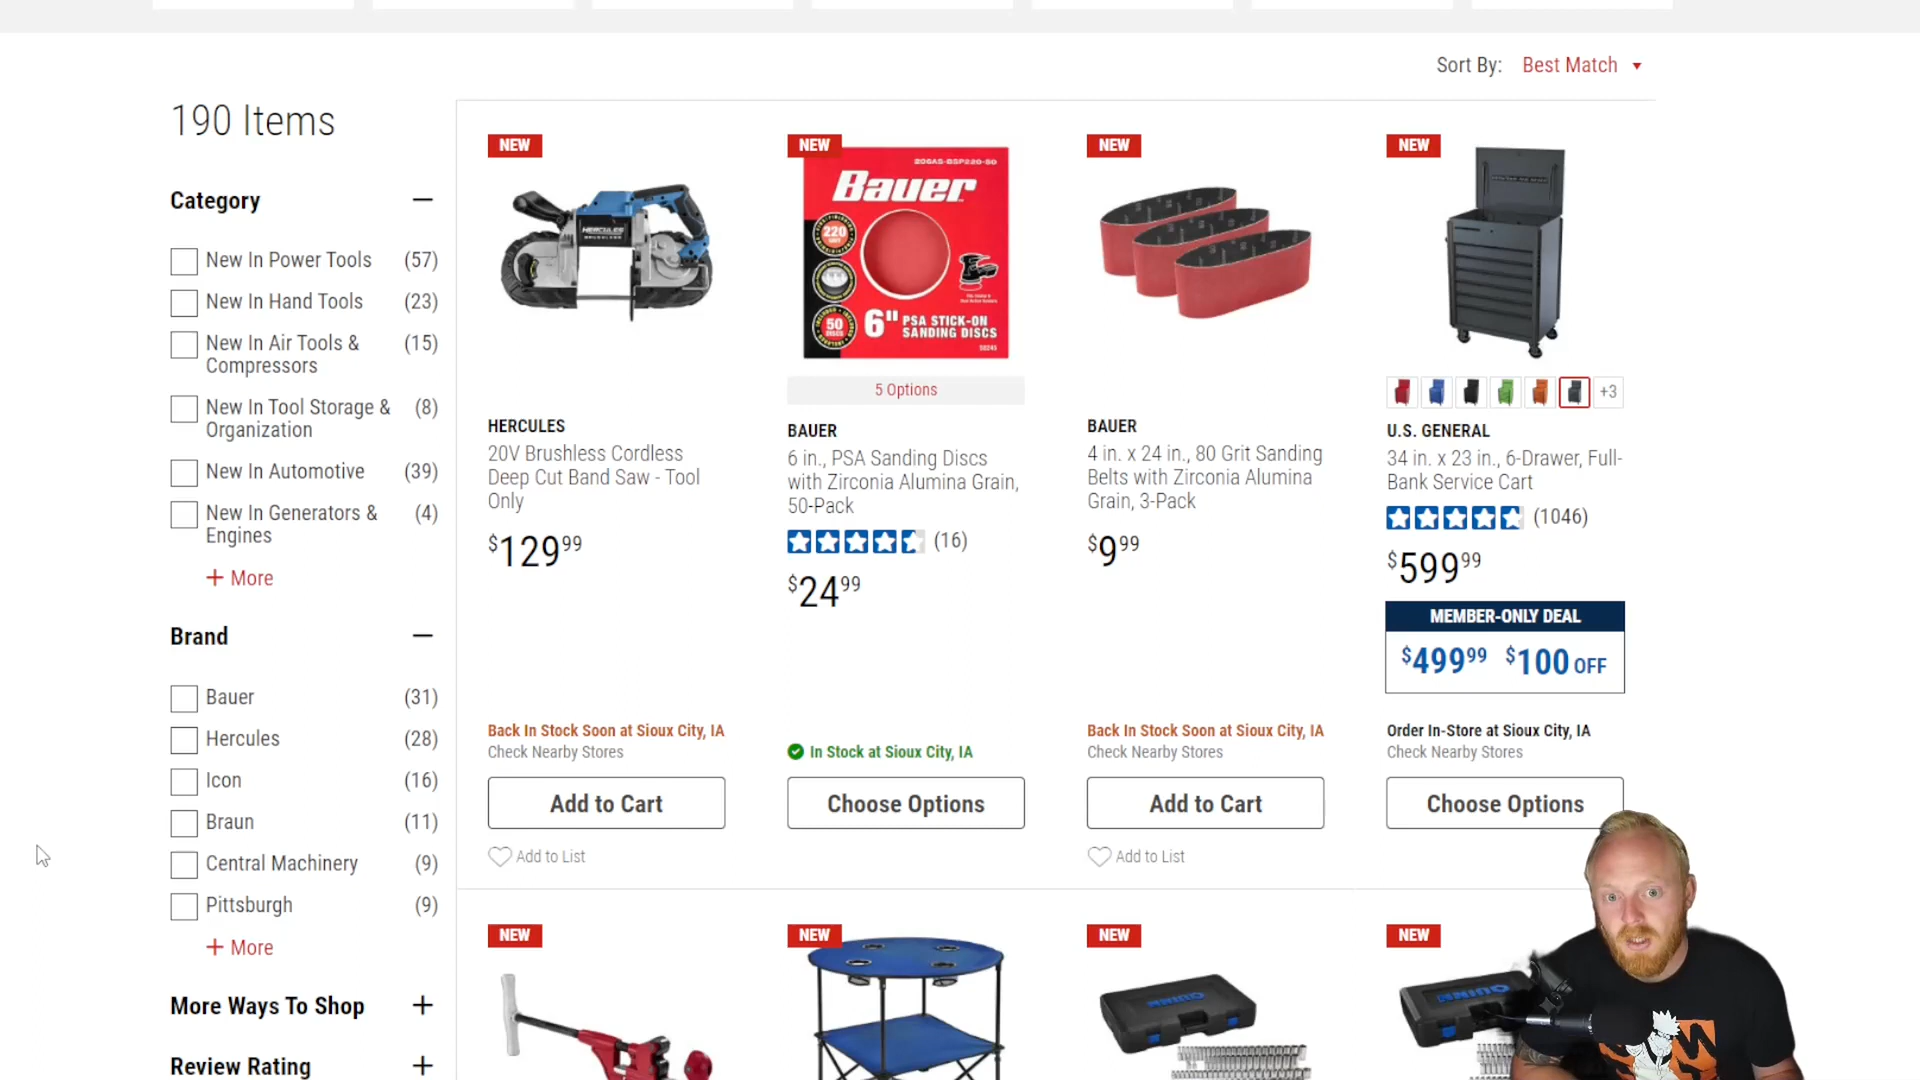 Sort By: Best Match
190 Items
Category
New In Power Tools (57)
New In Hand Tools (23)
New In Air Tools & (15)
Compressors
New In Tool Storage & (8)
Organization
New In Automotive (39)
New In Generators & (4)
Engines
+ More
Brand
Bauer (31)
Hercules (28)
Icon (16)
Braun (11)
Central Machinery (9)
Pittsburgh (9)
+ More
More Ways To Shop
Review Rating
NEW
HERCULES
HERCULES
20V Brushless Cordless
Deep Cut Band Saw - Tool
Only
$129.99
Back In Stock Soon at Sioux City, IA
Check Nearby Stores
Add to Cart
Add to List
NEW
Bauer
220
50
6" PSA STICK-ON
SANDING DISCS
5 Options
BAUER
6 in., PSA Sanding Discs
with Zirconia Alumina Grain,
50-Pack
(16)
$24.99
In Stock at Sioux City, IA
Choose Options
NEW
BAUER
4 in. x 24 in., 80 Grit Sanding
Belts with Zirconia Alumina
Grain, 3-Pack
$9.99
Back In Stock Soon at Sioux City, IA
Check Nearby Stores
Add to Cart
Add to List
NEW
+3
U.S. GENERAL
34 in. x 23 in., 6-Drawer, Full-
Bank Service Cart
(1046)
$599.99
MEMBER-ONLY DEAL
$499.99 $100 OFF
Order In-Store at Sioux City, IA
Check Nearby Stores
Choose Options
NEW
NEW
NEW
QUINN
NEW
QUINN